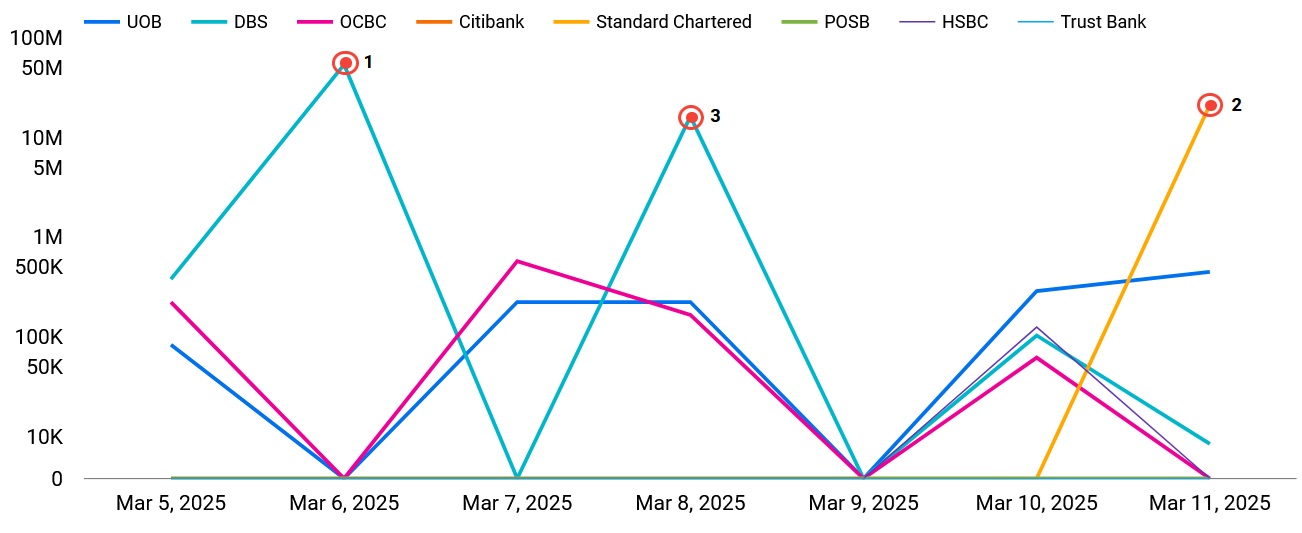 UOB DBS OCBC Citibank Standard Chartered POSB HSBC Trust Bank
100M
50M
10M
5M
1M
500K
100K
50K
10K
0
1
3
2
Mar 5, 2025 Mar 6, 2025 Mar 7, 2025 Mar 8, 2025 Mar 9, 2025 Mar 10, 2025 Mar 11, 2025